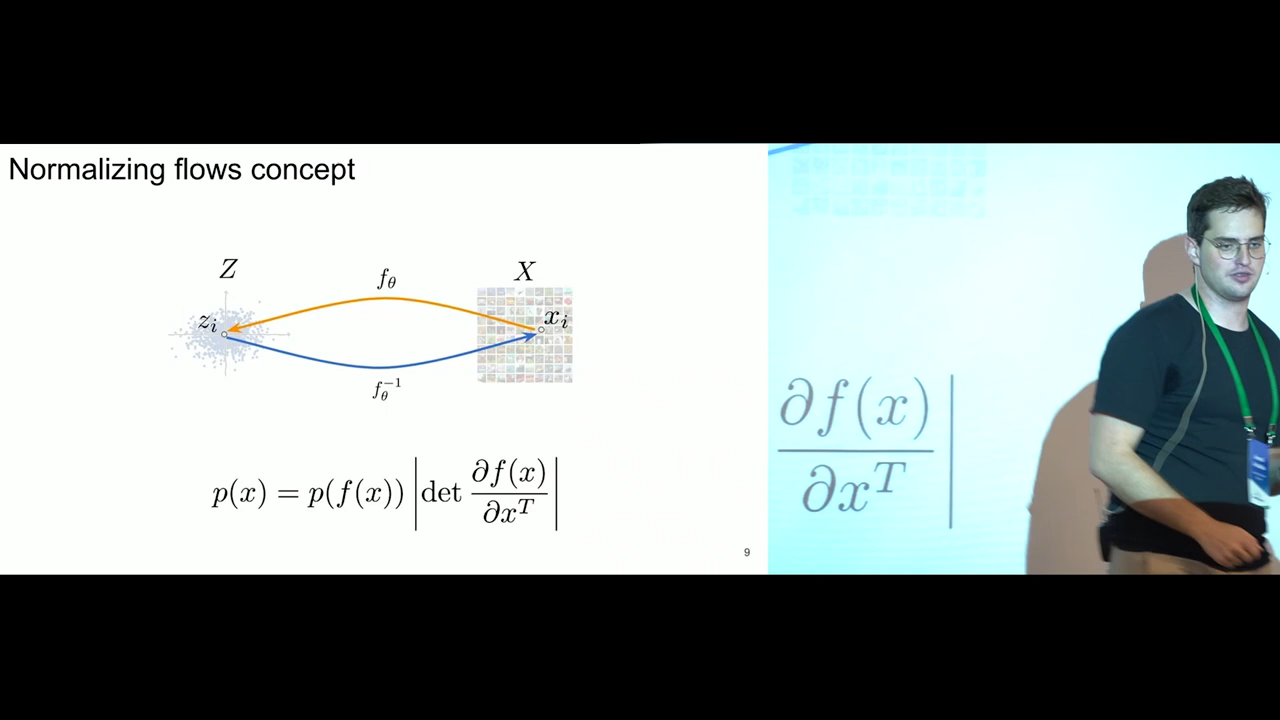 Normalizing flows concept
Z
f_θ
X
z_i
x_i
f_θ^{-1}
p(x) = p(f(x)) |det ∂f(x)/∂x^T|
9
∂f(x)/∂x^T|